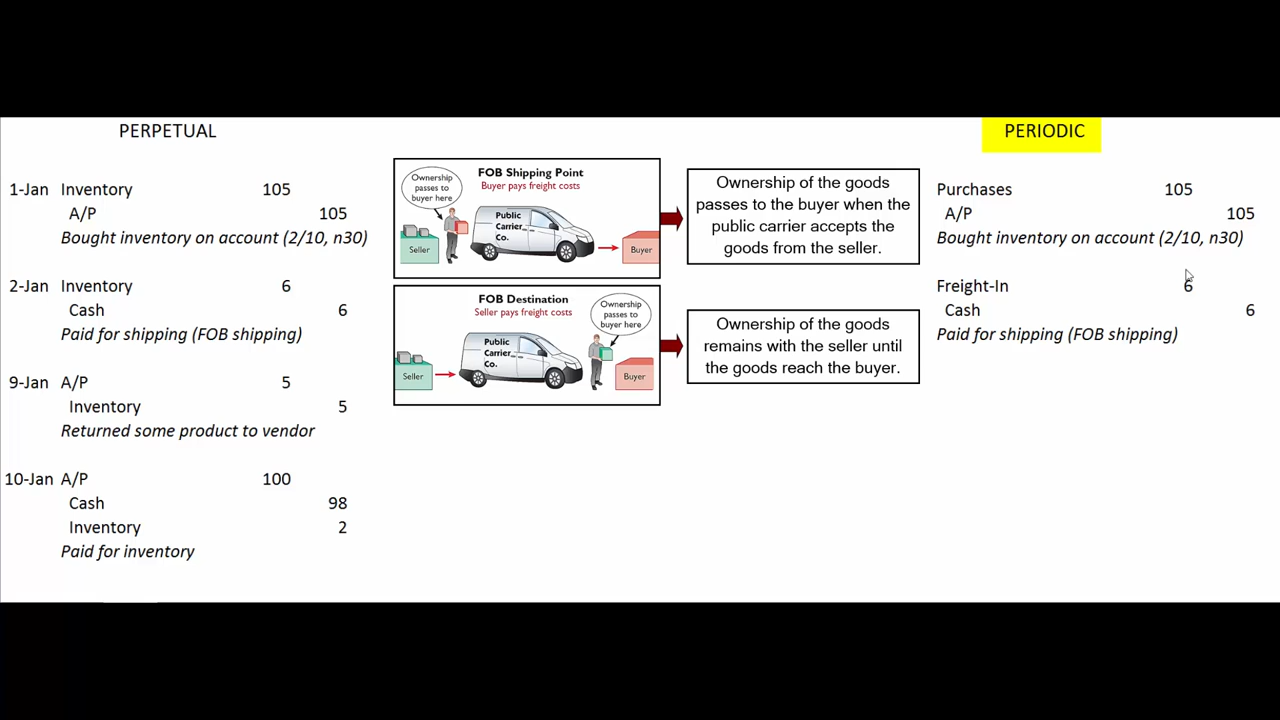 PERPETUAL
1-Jan Inventory 105
A/P 105
Bought inventory on account (2/10, n30)
2-Jan Inventory 6
Cash 6
Paid for shipping (FOB shipping)
9-Jan A/P 5
Inventory 5
Returned some product to vendor
10-Jan A/P 100
Cash 98
Inventory 2
Paid for inventory
FOB Shipping Point
Buyer pays freight costs
Ownership
passes to
buyer here
Public
Carrier
Co.
Seller
Buyer
Ownership of the goods
passes to the buyer when the
public carrier accepts the
goods from the seller.
FOB Destination
Seller pays freight costs
Ownership
passes to
buyer here
Public
Carrier
Co.
Seller
Buyer
Ownership of the goods
remains with the seller until
the goods reach the buyer.
PERIODIC
Purchases 105
A/P 105
Bought inventory on account (2/10, n30)
Freight-In 6
Cash 6
Paid for shipping (FOB shipping)